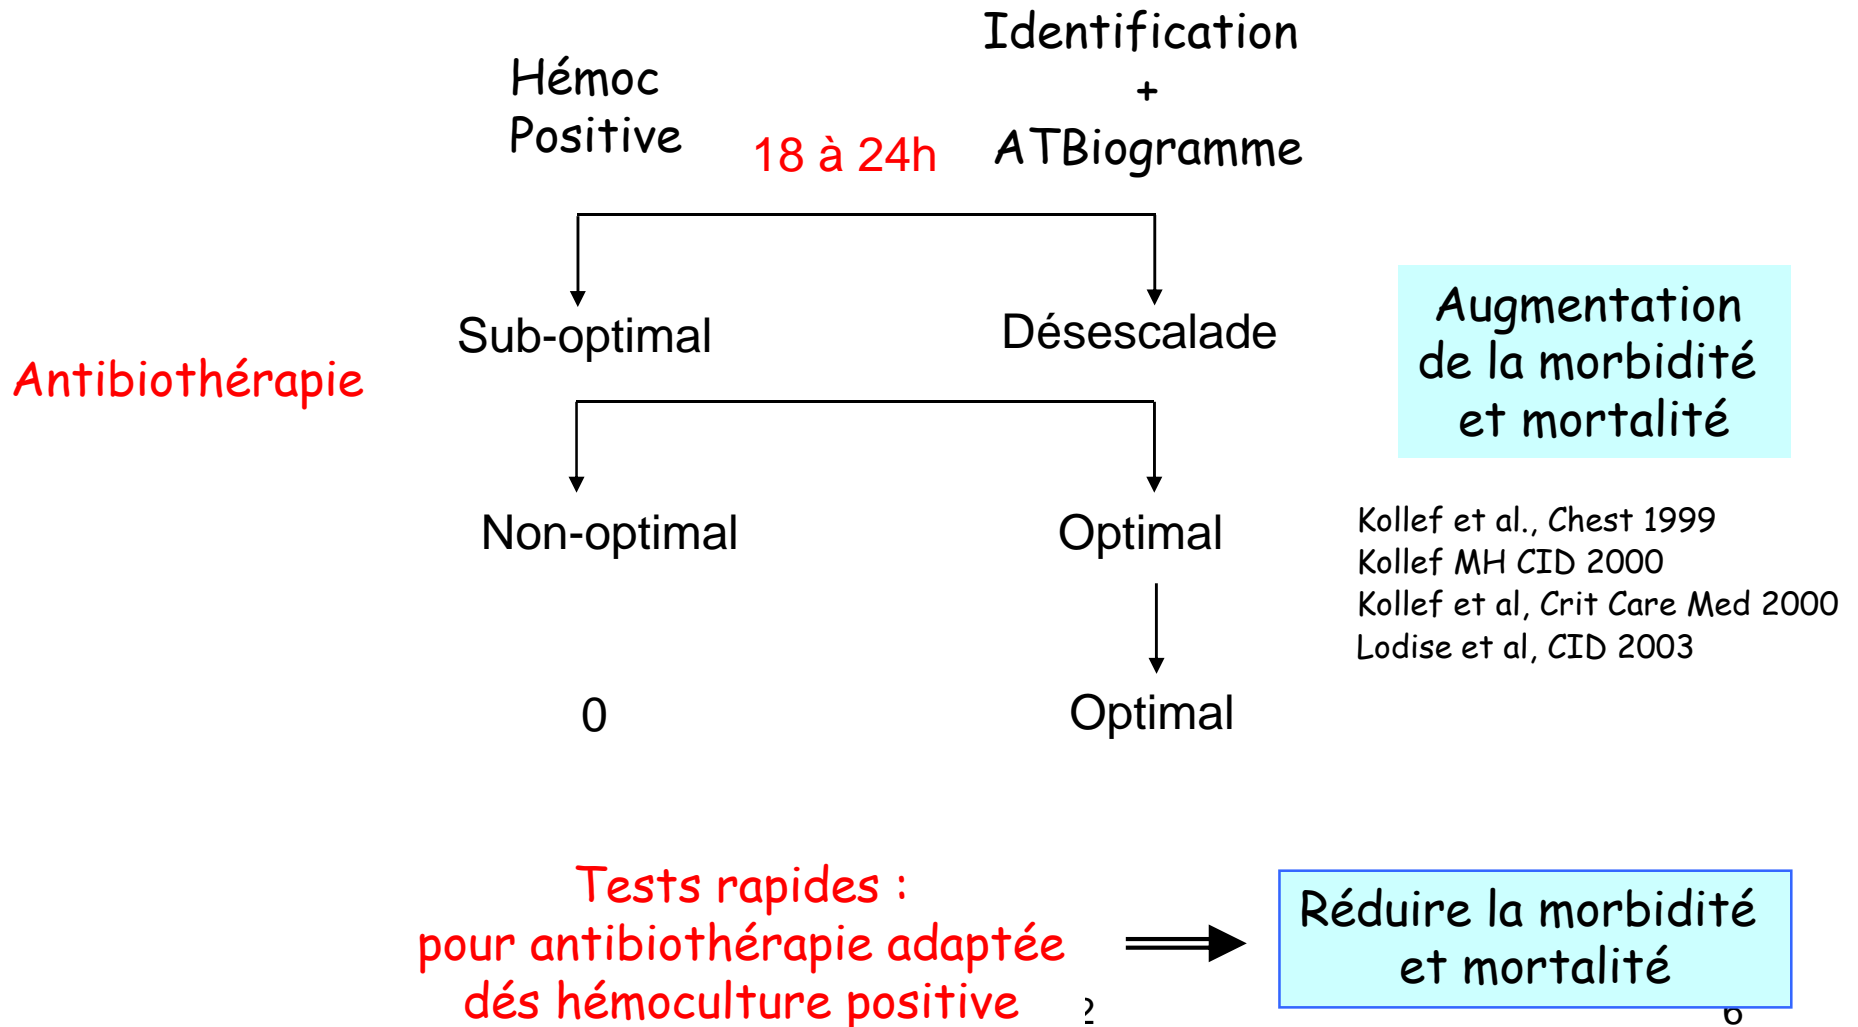 Identification
+
ATBiogramme
Hémoc
Positive
18 à 24h
Sub-optimal
Désescalade
Antibiothérapie
Augmentation
de la morbidité
et mortalité
Non-optimal
Optimal
Kollef et al., Chest 1999
Kollef MH CID 2000
Kollef et al, Crit Care Med 2000
Lodise et al, CID 2003
0
Optimal
Tests rapides :
pour antibiothérapie adaptée
dés hémoculture positive
Réduire la morbidité
et mortalité